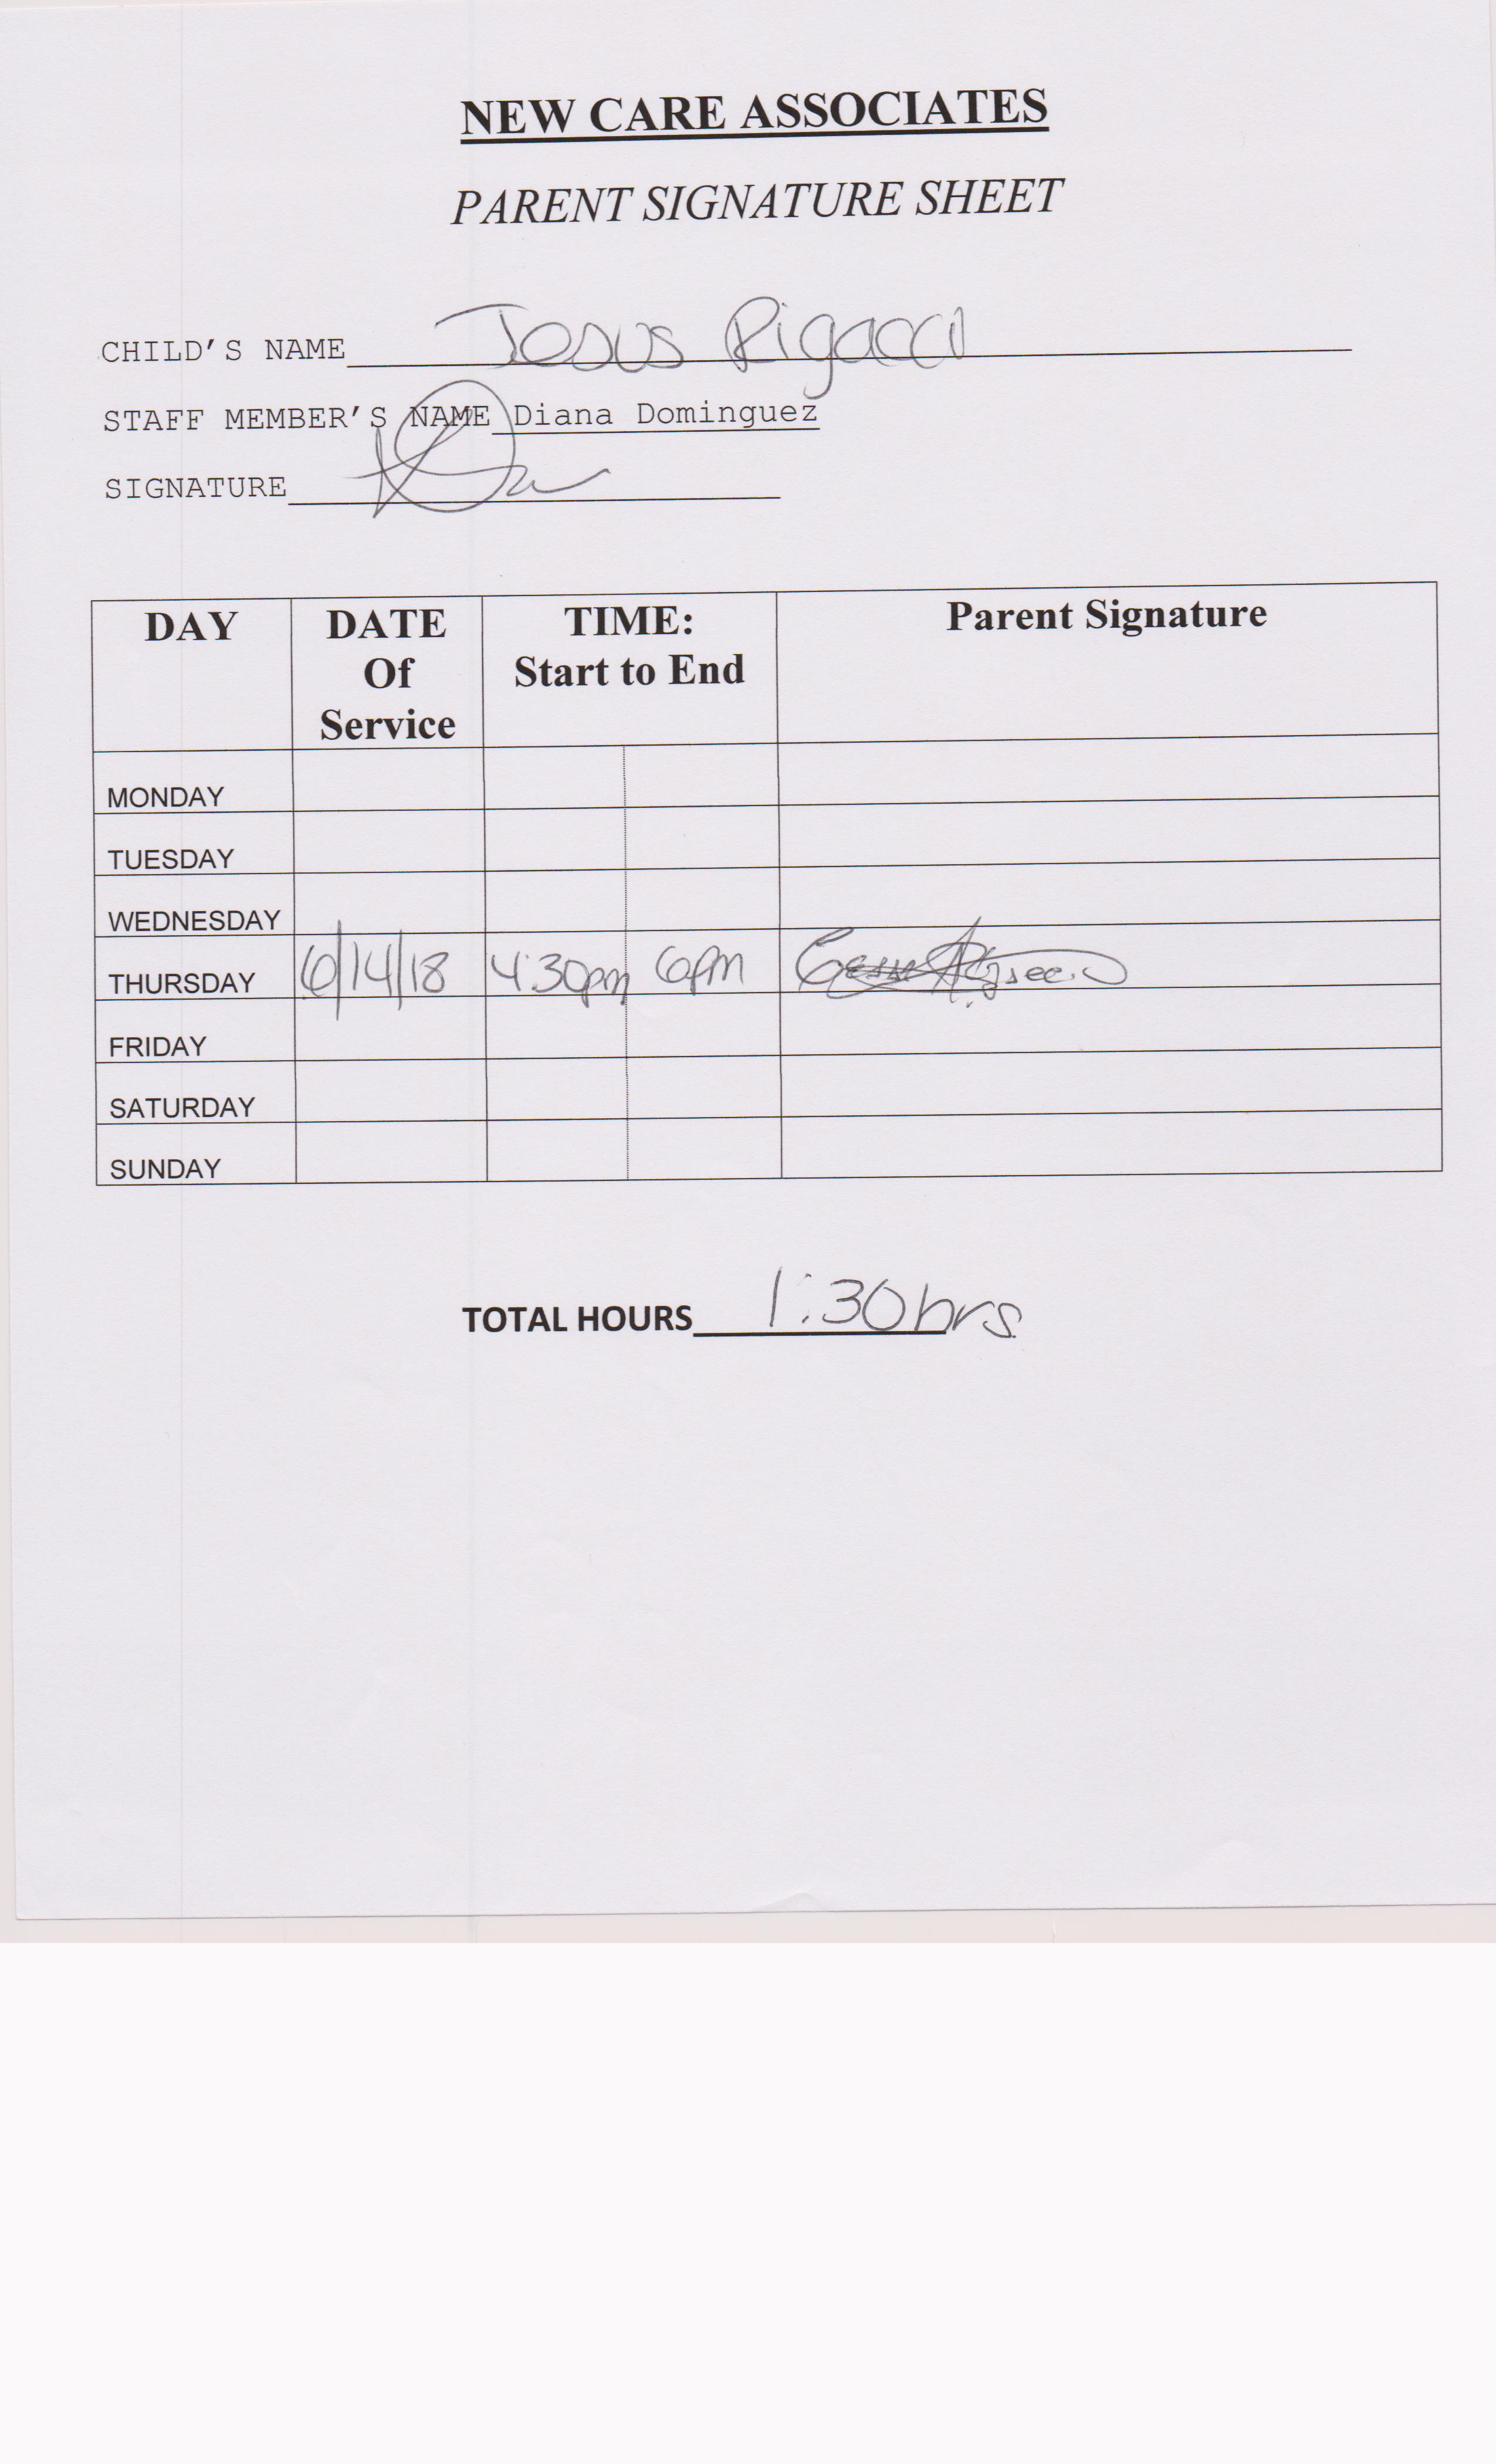 NEW CARE ASSOCIATES
PARENT SIGNATURE SHEET
CHILD'S NAME Jesus Rigacci
STAFF MEMBER'S NAME Diana Dominguez
SIGNATURE
DAY DATE Of Service TIME: Start to End Parent Signature
MONDAY
TUESDAY
WEDNESDAY
THURSDAY 6/14/18 4:30pm 6pm
FRIDAY
SATURDAY
SUNDAY
TOTAL HOURS 1:30 hrs